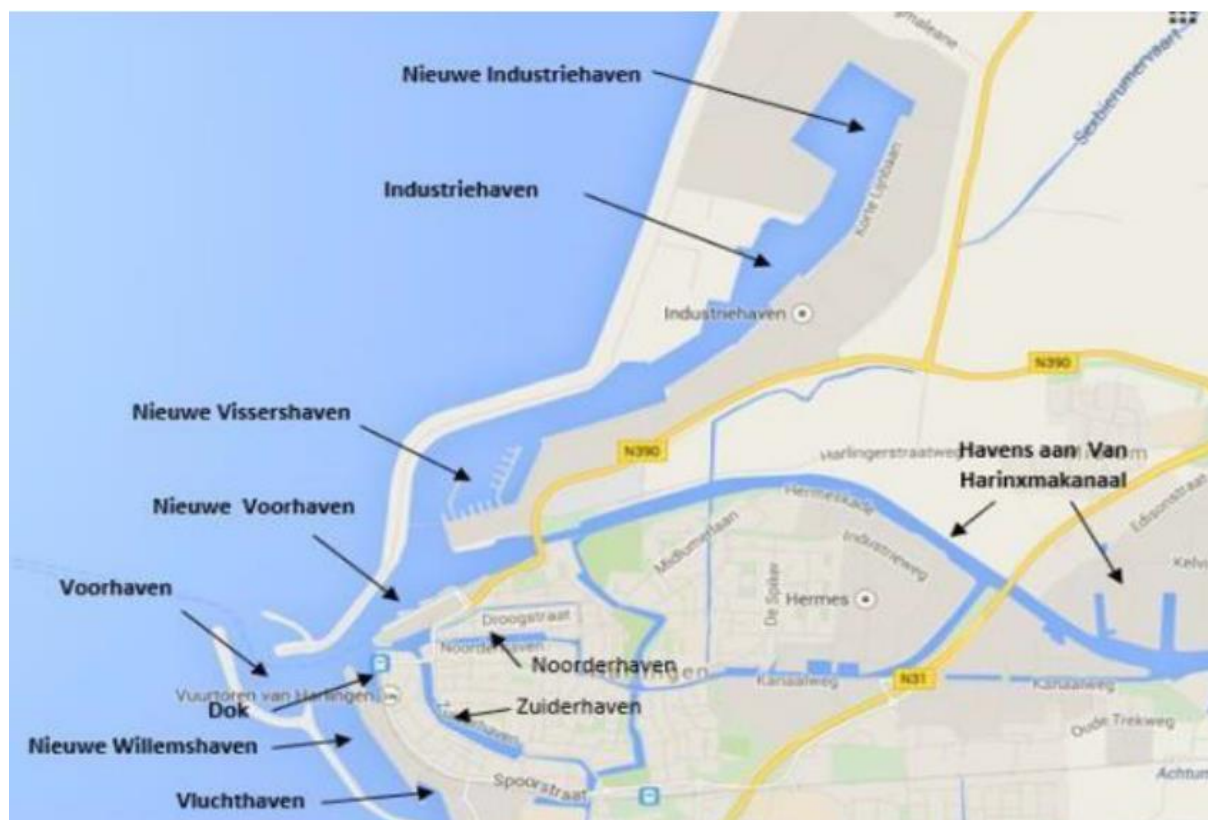 Nieuwe Industriehaven
Sexbierumervaart
Industriehaven
Korte Lijnbaan
Industriehaven
N390
Nieuwe Vissershaven
N390
Harlingerstraatweg
Havens aan Van
Harinxmakanaal
Nieuwe Voorhaven
Hermeskade
Edisonstraat
Midlumerlaan
Industrieweg
Voorhaven
De Spiker
Hermes
Droogstraat
Noorderhaven
Noorderhaven
N31
Kanaalweg
Kanaalweg
Vuurtoren van Harlingen
Dok
Zuiderhaven
Oude Trekweg
Nieuwe Willemshaven
Spoorstraat
Vluchthaven